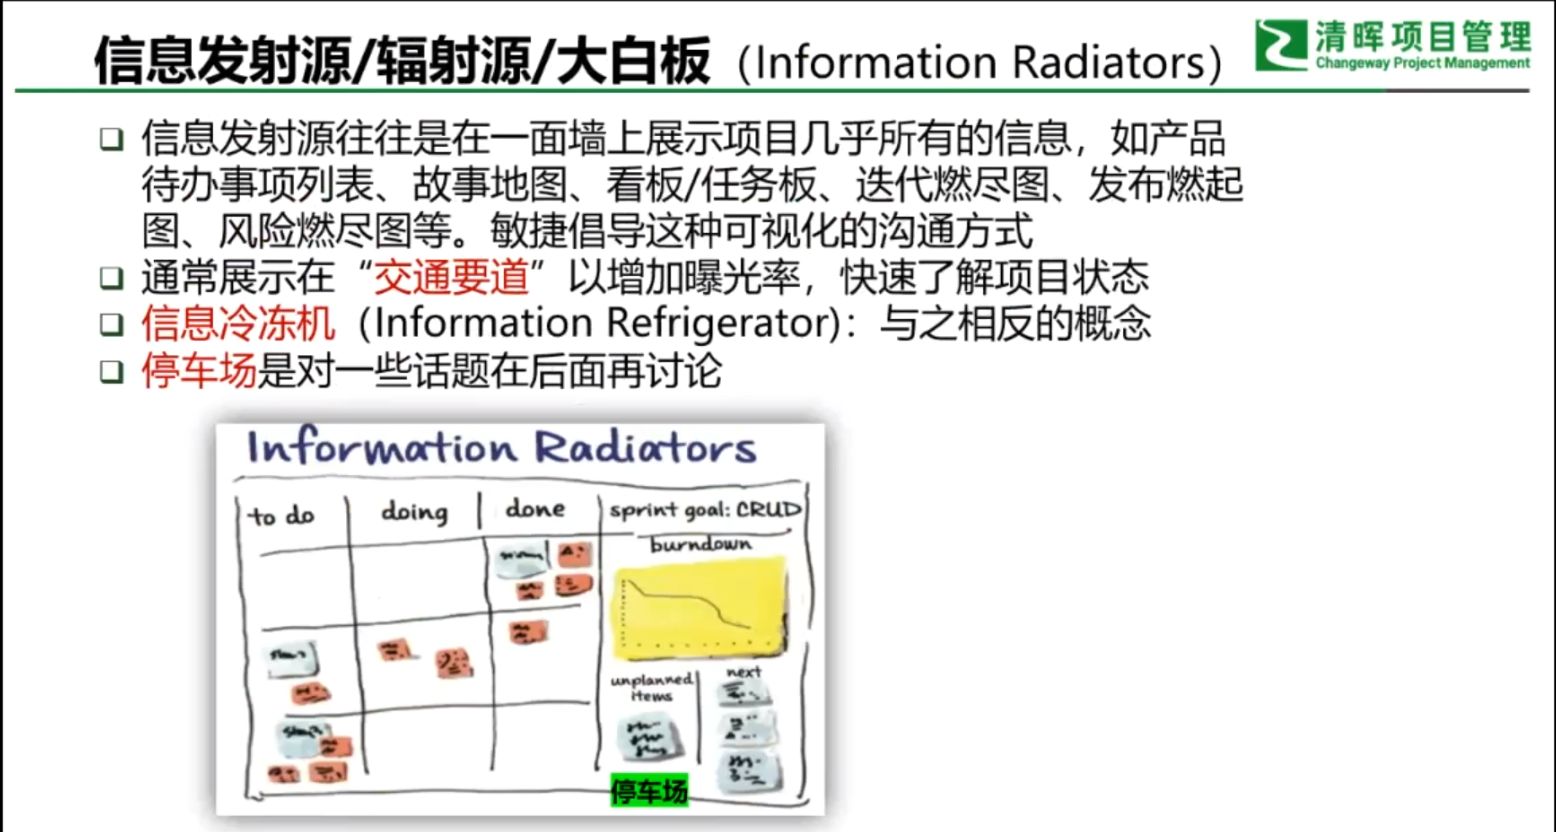 信息发射源/辐射源/大白板（Information Radiators）
清晖项目管理
Changeway Project Management
信息发射源往往是在一面墙上展示项目几乎所有的信息，如产品
待办事项列表、故事地图、看板/任务板、迭代燃尽图、发布燃起
图、风险燃尽图等。敏捷倡导这种可视化的沟通方式
通常展示在“交通要道”以增加曝光率，快速了解项目状态
信息冷冻机（Information Refrigerator)：与之相反的概念
停车场是对一些话题在后面再讨论
Information Radiators
to do
doing
done
sprint goal: CRUD
burndown
unplanned
items
next
停车场